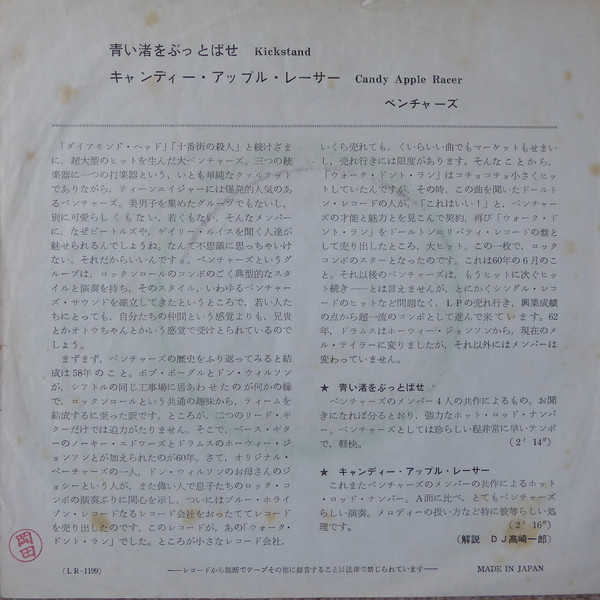 青い渚をぶっとばせ Kickstand
キャンディー・アップル・レーサー Candy Apple Racer
ベンチャーズ
「ダイアモンド・ヘッド」「十番街の殺人」と続けざま
に、超大型のヒットを生んだ大ベンチャーズ。三つの絃
楽器に一つの打楽器という、いとも単純なクァルテット
でありながら、ティーンエイジャーには爆発的人気のあ
るベンチャーズ。美男子を集めたグループでもないし、
別に可愛らしくもない、若くもない、そんなメンバー
に、なぜビートルズや、ゲイリー・ルイスを聞く人達が
魅せられるんでしょうね。なんて不思議に思っちゃいけ
ない。それだからいいんですョ。ベンチャーズというグ
ループは、ロックンロールのコンボのごく典型的なスタ
イルと演奏を持ち、そのスタイル、いわゆるベンチャー
ズ・サウンドを確立してきたというところで、若い人た
ちにとっても、自分たちの仲間という感覚よりも、兄貴
とかオトウちゃんとかいう感覚で受けとられているので
しょう。
まずまず、ベンチャーズの歴史をふり返ってみると結
成は58年のこと。ボブ・ボーグルとドン・ウィルソン
が、シアトルの同じ工事場に居あわせたのが何かの縁
で、ロックンロールという共通の趣味から、ティームを
結成するに至った訳です。ところが、二つのリード・ギ
ターだけでは迫力がたりません。そこで、ベース・ギタ
ーのノーキー・エドワーズとドラムスのホーウィー・ジ
ョンソンとが加えられたのが60年。さて、オリジナル・
ベーチャーズの一人、ドン・ウィルソンのお母さんのジ
ョシーという人が、また偉い人で息子たちのロック・コ
ンボの演奏ぶりに関心を示し、ついにはブルー・ホライ
ゾン・レコードなるレコード会社をおったててレコード
を売り出したのです。このレコードが、あの「ウォーク・
ドント・ラン」でした。ところが小さなレコード会社、
いくら売れても、くいらいい曲でもマーケットもせまい
し、売れ行きには限度があります。そんなことから、
「ウォーク・ドント・ラン」はコチョコチョ小さくヒッ
トしていたんですが、その時、この曲を聞いたドールト
ン・レコードの人が、「これはいい!」と、ベンチャー
ズの才能と魅力とを見こんで契約、再び「ウォーク・ド
ント・ラン」をドールトン=リバティ・レコードの盤と
して売り出したところ、大ヒット。この一枚で、ロック
コンボのスターとなったのです。これは60年の6月のこ
と。それ以後のベンチャーズは、もうヒットに次ぐヒッ
ト続き——とは言えませんが、とにかくシングル・レコー
ドのヒットなど問題なく、LPの売れ行き、興業成績
の点から超一流のコンボとして進んで来ています。62
年、ドラムスはホーウィー・ジョンソンから、現在のメ
ル・テイラーに変りましたが、それ以外にはメンバーは
変わっていません。
★ 青い渚をぶっとばせ
ベンチャーズのメンバー4人の共作によるもの。お聞
きになれば分るとおり、強力なホット・ロッド・ナンバ
ー。ベンチャーズとしては珍らしい程非常に早いテンポ
で、軽快。 (2′14″)
★ キャンディー・アップル・レーサー
これまたベンチャーズのメンバーの共作によるホット
・ロッド・ナンバー。A面に比べ、とてもベンチャーズ
らしい演奏。メロディーの扱い方など特に彼等らしい処
理です。 (2′16″)
(解説 DJ高崎一郎)
岡田
(LR-1199)
——レコードから無断でテープその他に録音することは法律で禁じられています——
MADE IN JAPAN